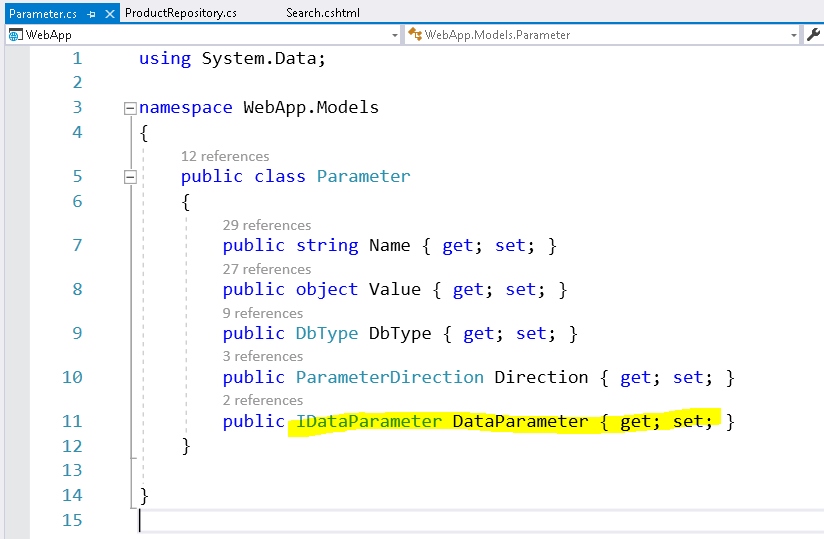 Parameter.cs ProductRepository.cs Search.cshtml
WebApp WebApp.Models.Parameter
1 using System.Data;
2
3 namespace WebApp.Models
4 {
12 references
5 public class Parameter
6 {
29 references
7 public string Name { get; set; }
27 references
8 public object Value { get; set; }
9 references
9 public DbType DbType { get; set; }
3 references
10 public ParameterDirection Direction { get; set; }
2 references
11 public IDataParameter DataParameter { get; set; }
12 }
13
14 }
15